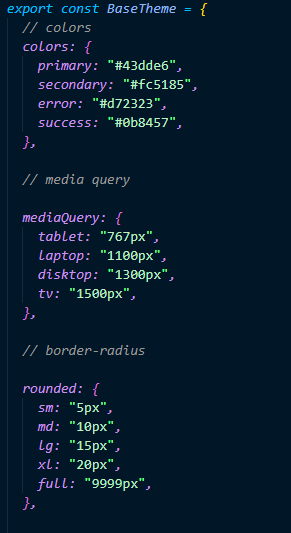 export const BaseTheme = {
// colors
colors: {
primary: "#43dde6",
secondary: "#fc5185",
error: "#d72323",
success: "#0b8457",
},
// media query
mediaQuery: {
tablet: "767px",
laptop: "1100px",
disktop: "1300px",
tv: "1500px",
},
// border-radius
rounded: {
sm: "5px",
md: "10px",
lg: "15px",
xl: "20px",
full: "9999px",
},